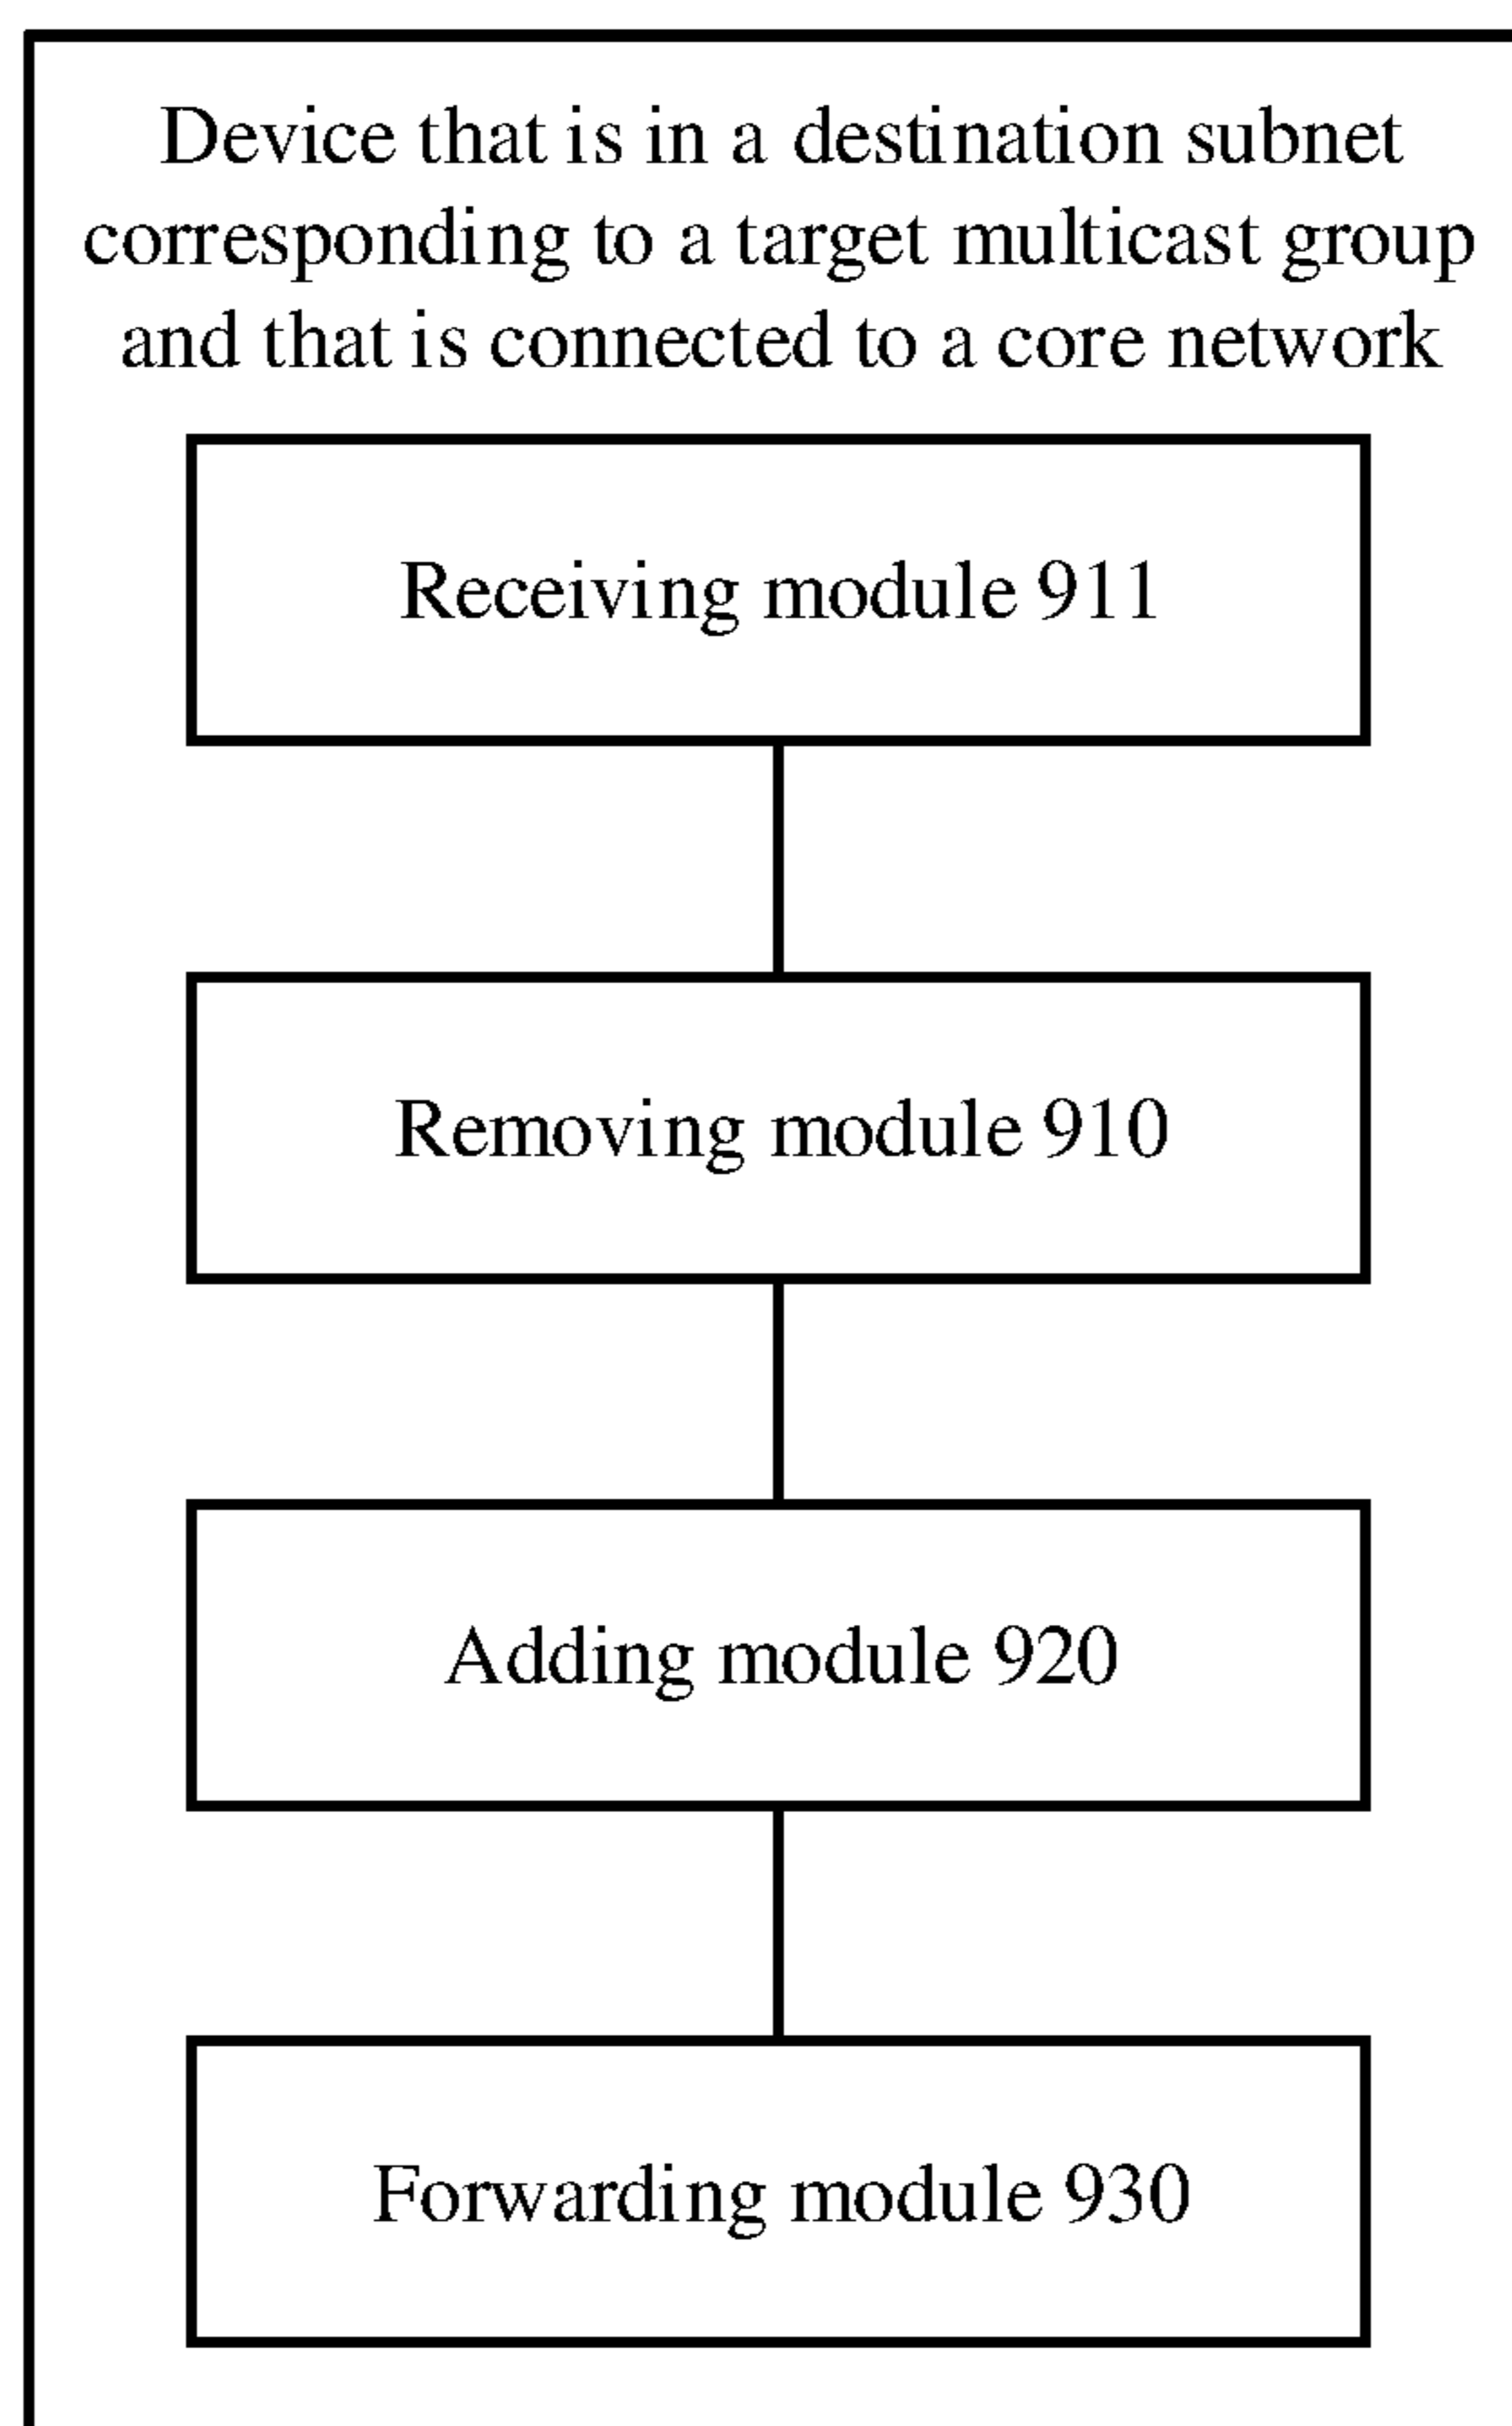 Device that is in a destination subnet
corresponding to a target multicast group
and that is connected to a core network
Receiving module 911
Removing module 910
Adding module 920
Forwarding module 930